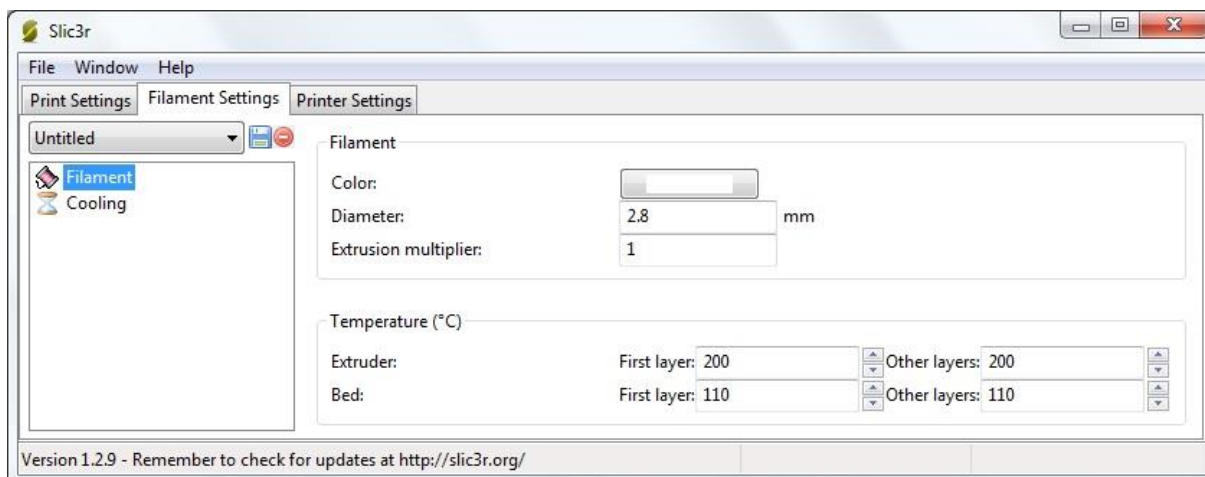 Slic3r
File Window Help
Print Settings Filament Settings Printer Settings
Untitled
Filament
Cooling
Filament
Color:
Diameter: 2.8 mm
Extrusion multiplier: 1
Temperature (°C)
Extruder: First layer: 200 Other layers: 200
Bed: First layer: 110 Other layers: 110
Version 1.2.9 - Remember to check for updates at http://slic3r.org/